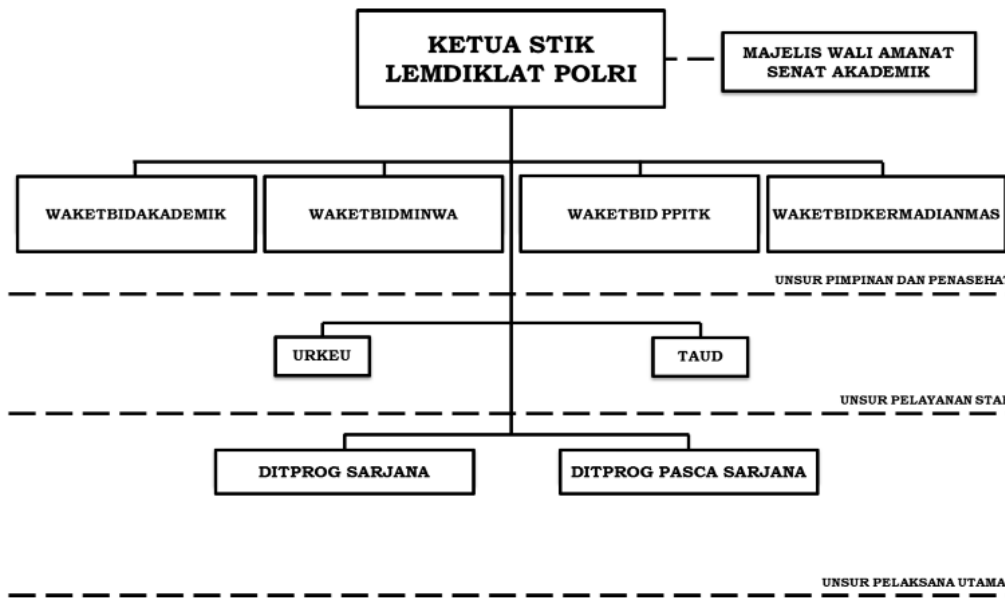 KETUA STIK
LEMDIKLAT POLRI
MAJELIS WALI AMANAT
SENAT AKADEMIK
WAKETBIDAKADEMIK
WAKETBIDMINWA
WAKETBID PPITK
WAKETBIDKERMADIANMAS
UNSUR PIMPINAN DAN PENASEHAT
URKEU
TAUD
UNSUR PELAYANAN STAF
DITPROG SARJANA
DITPROG PASCA SARJANA
UNSUR PELAKSANA UTAMA